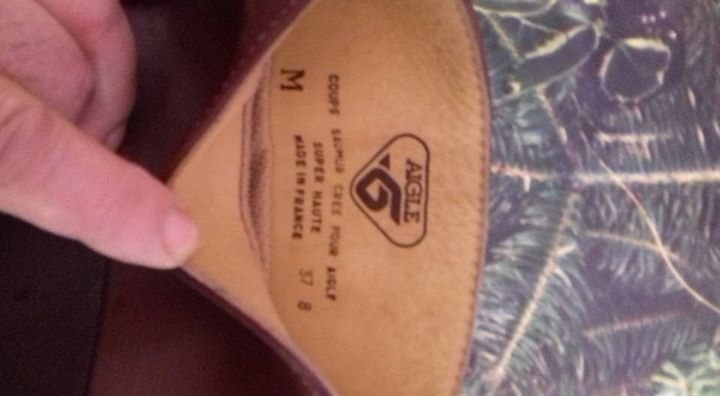 AIGLE
COUPE SAUMUR CREE POUR AIGLE
SUPER HAUTE
M MADE IN FRANCE 37 8